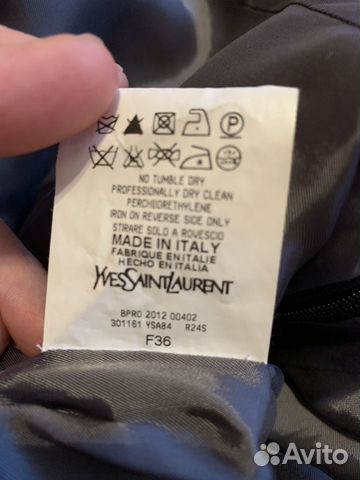 NO TUMBLE DRY
PROFESSIONALLY DRY CLEAN
PERCHlORETHYLENE
IRON ON REVERSE SIDE ONLY
STIRARE SOLO A ROVESCIO
MADE IN ITALY
FABRIQUE EN ITALIE
HECHO EN ITALIA
YVESSAINTLAURENT
BPRO 2012 00402
301161 YSA84 R24S
F36
Avito